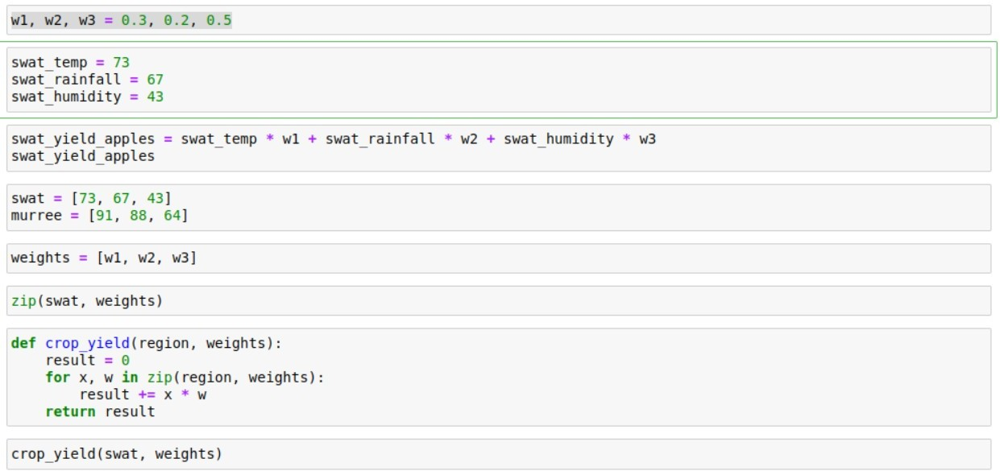 w1, w2, w3 = 0.3, 0.2, 0.5
swat_temp = 73
swat_rainfall = 67
swat_humidity = 43
swat_yield_apples = swat_temp * w1 + swat_rainfall * w2 + swat_humidity * w3
swat_yield_apples
swat = [73, 67, 43]
murree = [91, 88, 64]
weights = [w1, w2, w3]
zip(swat, weights)
def crop_yield(region, weights):
    result = 0
    for x, w in zip(region, weights):
        result += x * w
    return result
crop_yield(swat, weights)